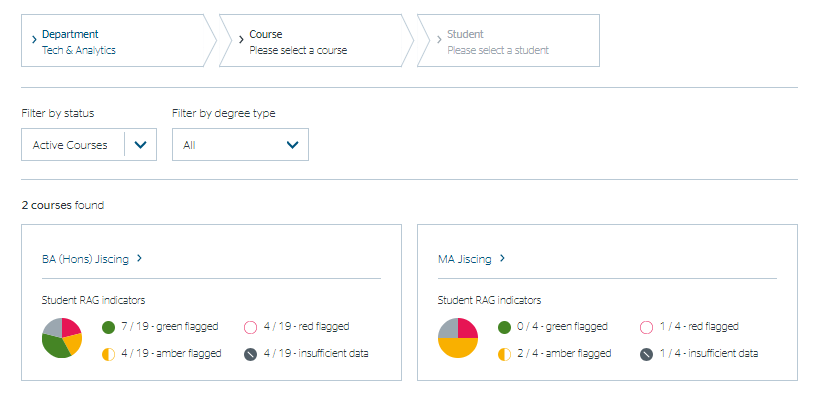 Department
Tech & Analytics
Course
Please select a course
Student
Please select a student
Filter by status
Filter by degree type
Active Courses
All
2 courses found
BA (Hons) Jiscing
Student RAG indicators
7 / 19 - green flagged
4 / 19 - red flagged
4 / 19 - amber flagged
4 / 19 - insufficient data
MA Jiscing
Student RAG indicators
0 / 4 - green flagged
1 / 4 - red flagged
2 / 4 - amber flagged
1 / 4 - insufficient data